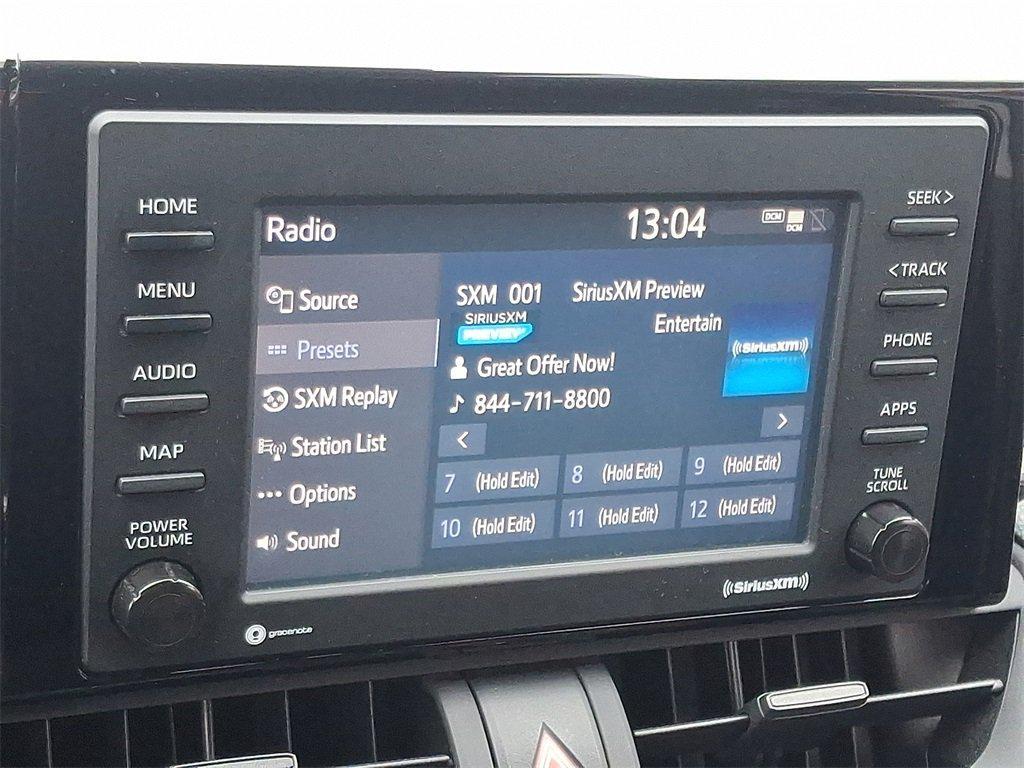 HOME
MENU
AUDIO
MAP
POWER
VOLUME
Radio
13:04
DCM
DCM
Source
Presets
SXM Replay
Station List
Options
Sound
SXM 001 SiriusXM Preview
SIRIUSXM
PREVIEW
Entertain
((SiriusXM))
Great Offer Now!
844-711-8800
<
>
7 (Hold Edit) 8 (Hold Edit) 9 (Hold Edit)
10 (Hold Edit) 11 (Hold Edit) 12 (Hold Edit)
gracenote
((SiriusXM))
SEEK >
< TRACK
PHONE
APPS
TUNE
SCROLL